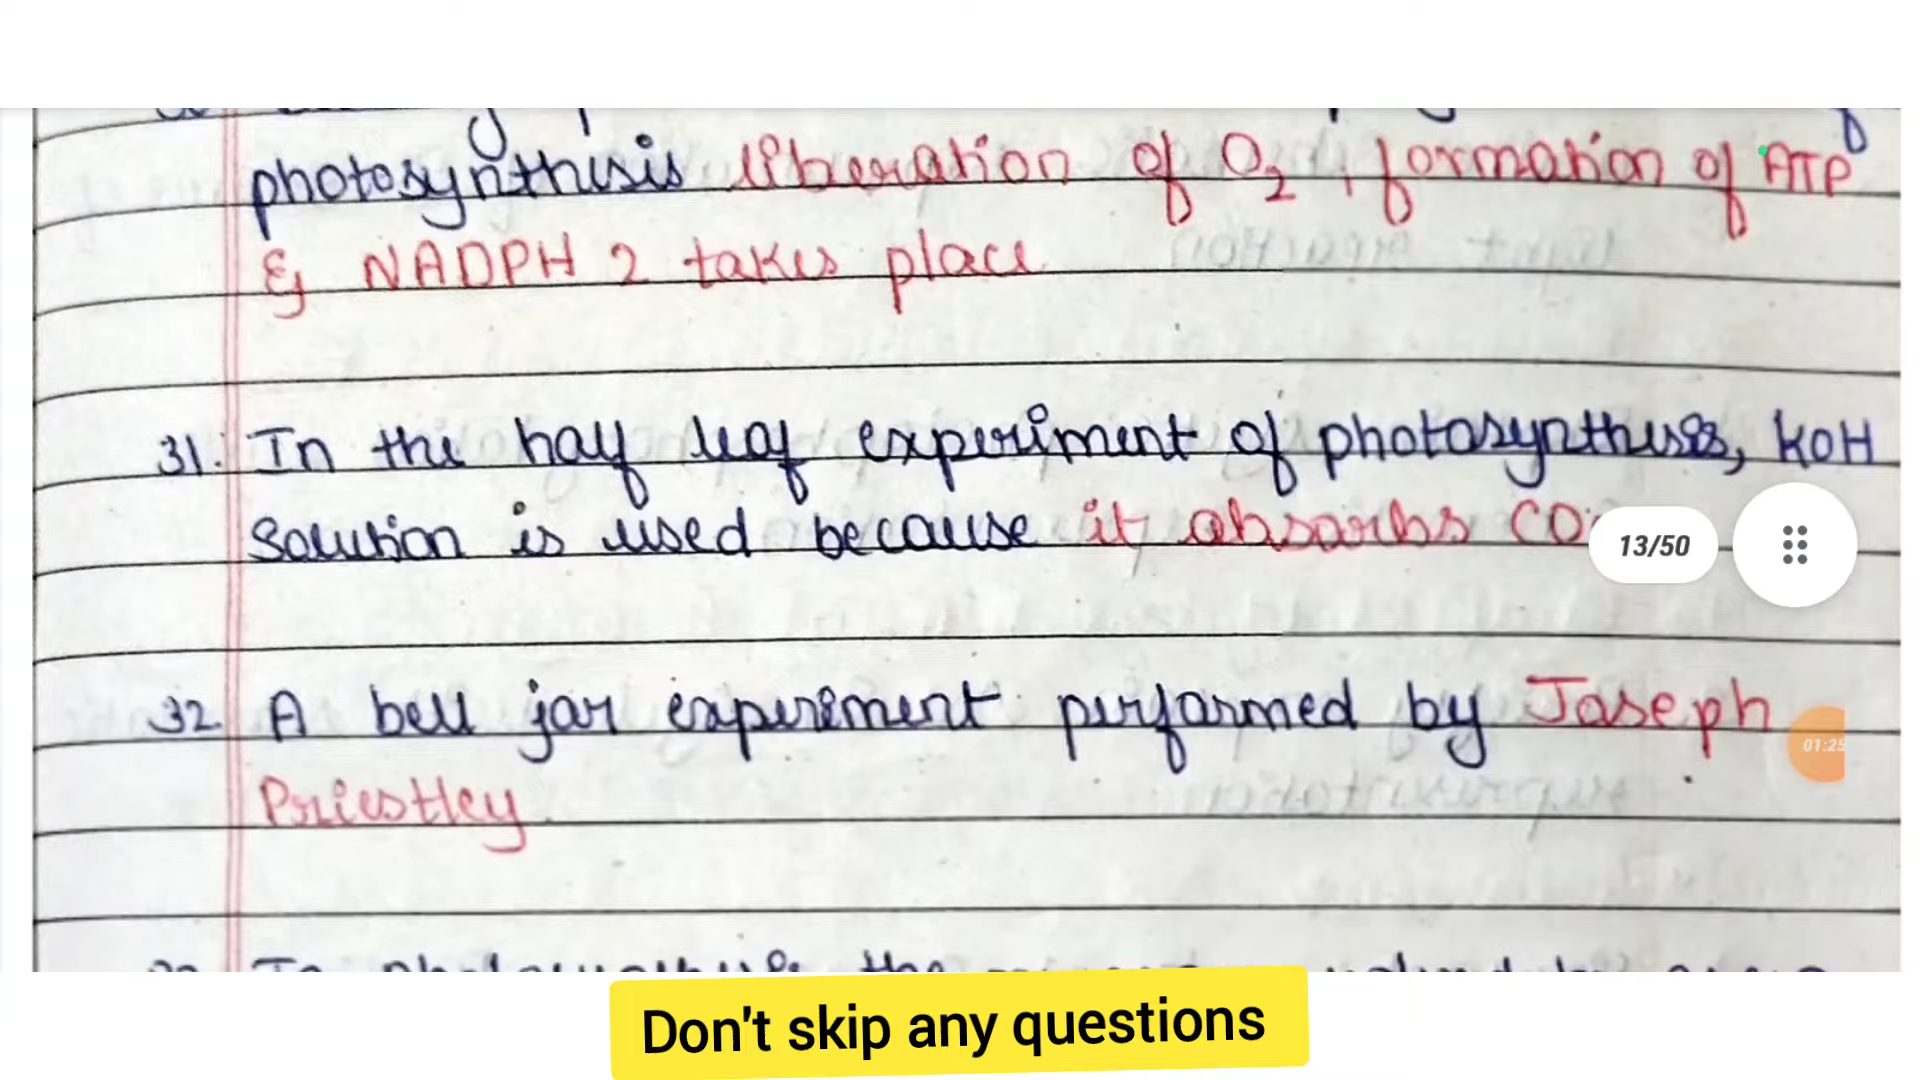 photosynthesis liberation of O2, formation of ATP
& NADPH 2 takes place
31. In the half leaf experiment of photosynthesis, KOH
Solution is used because it absorbs CO
13/50
32. A bell jar experiment performed by Joseph
01:25
Priestley
Don't skip any questions